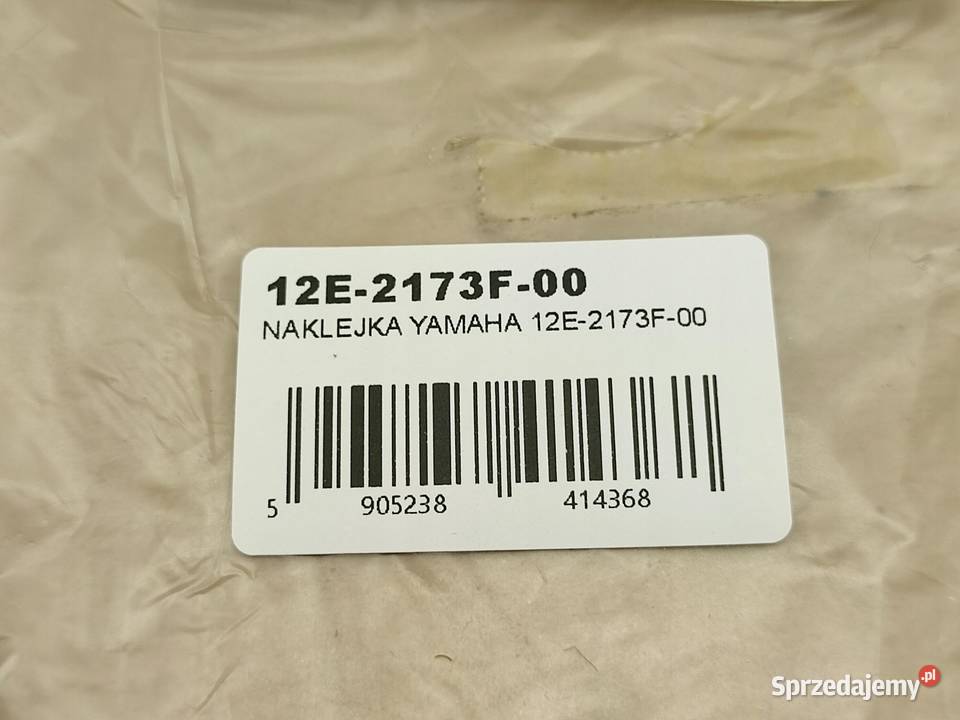 12E-2173F-00
NAKLEJKA YAMAHA 12E-2173F-00
5 905238 414368
Sprzedajemy.pl